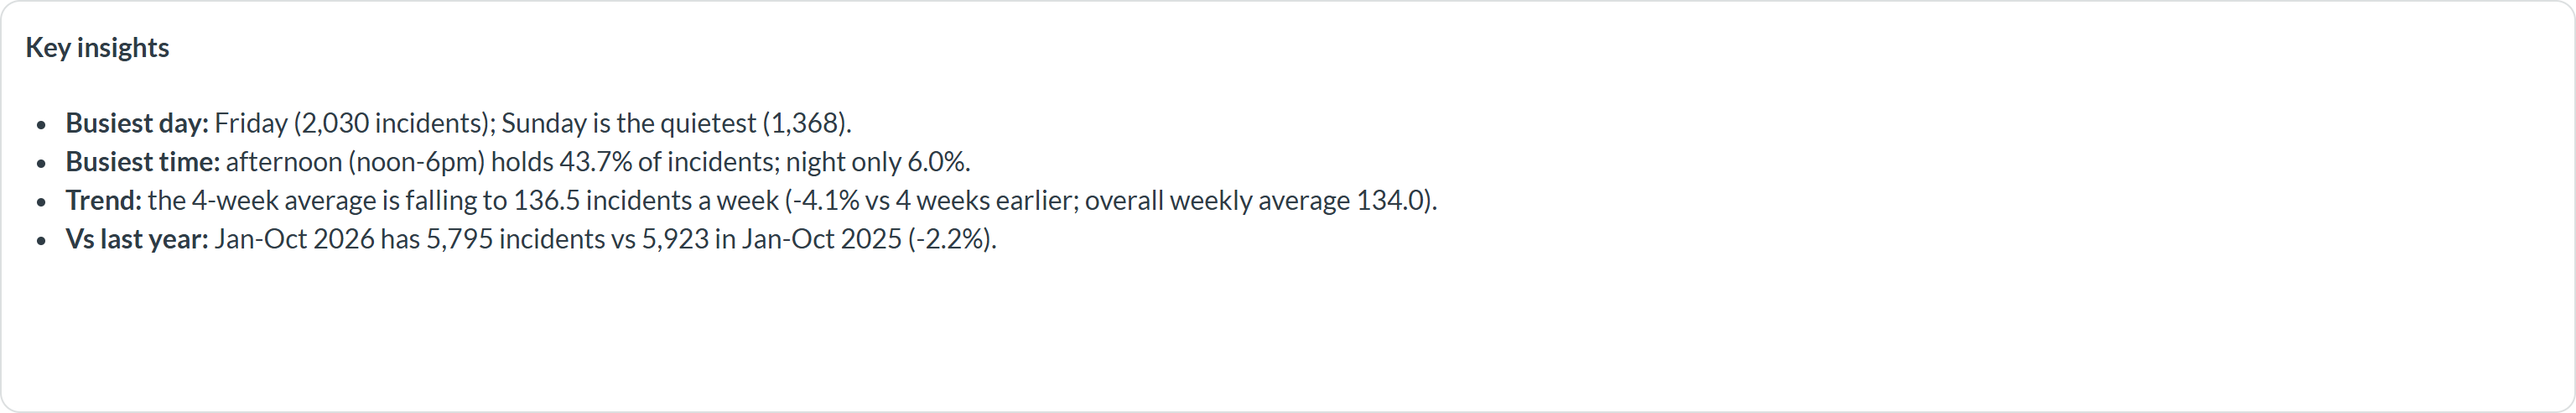 Key insights
• Busiest day: Friday (2,030 incidents); Sunday is the quietest (1,368).
• Busiest time: afternoon (noon-6pm) holds 43.7% of incidents; night only 6.0%.
• Trend: the 4-week average is falling to 136.5 incidents a week (-4.1% vs 4 weeks earlier; overall weekly average 134.0).
• Vs last year: Jan-Oct 2026 has 5,795 incidents vs 5,923 in Jan-Oct 2025 (-2.2%).